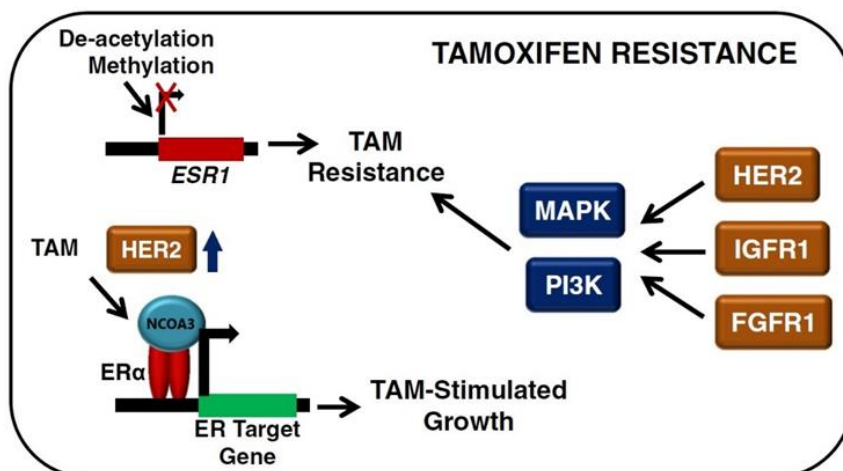 De-acetylation
Methylation
TAMOXIFEN RESISTANCE
ESR1
TAM
Resistance
MAPK
PI3K
HER2
IGFR1
FGFR1
TAM
HER2
NCOA3
ERα
ER Target
Gene
TAM-Stimulated
Growth